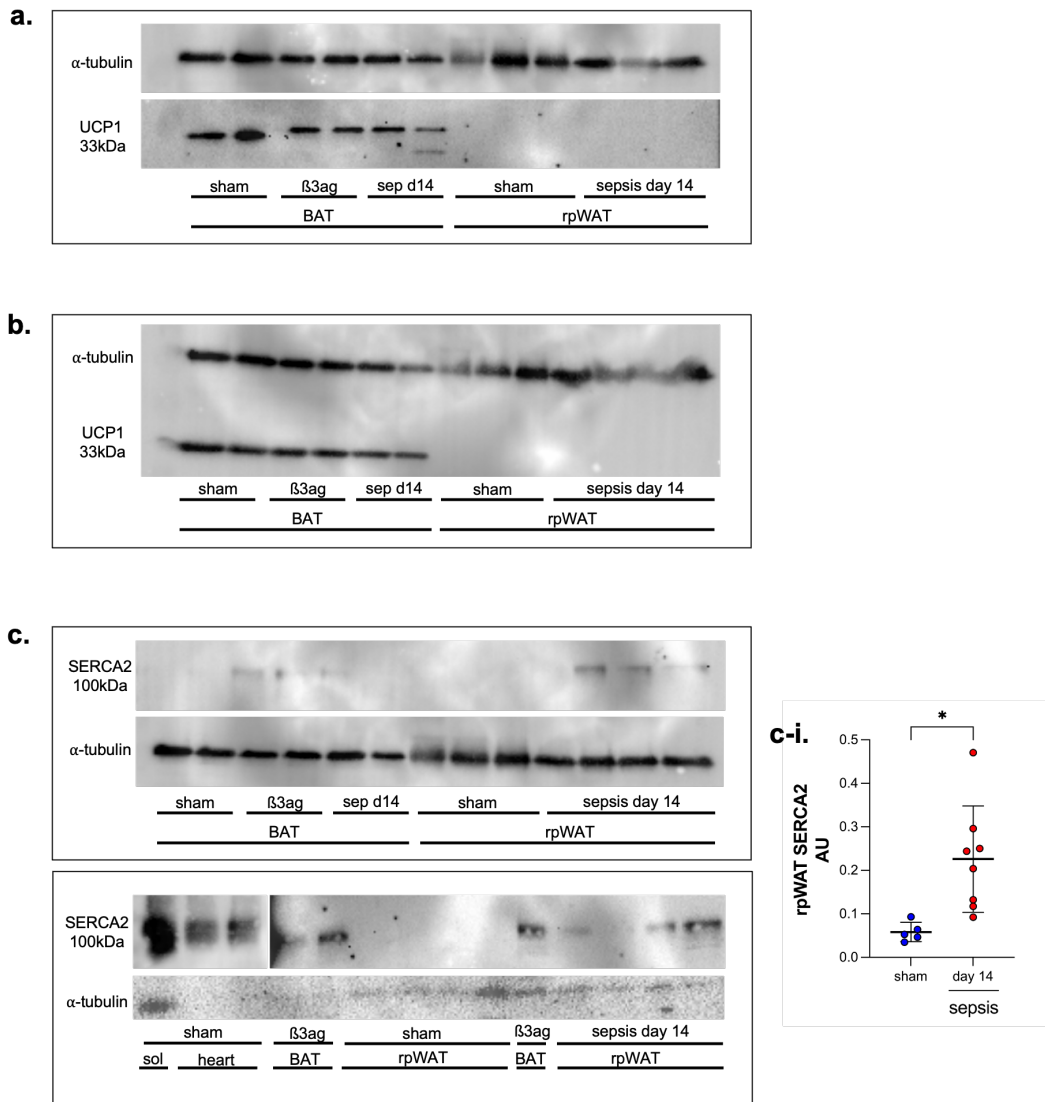 a.
α-tubulin
UCP1
33kDa
sham ß3ag sep d14 sham sepsis day 14
BAT rpWAT
b.
α-tubulin
UCP1
33kDa
sham ß3ag sep d14 sham sepsis day 14
BAT rpWAT
c.
SERCA2
100kDa
α-tubulin
sham ß3ag sep d14 sham sepsis day 14
BAT rpWAT
SERCA2
100kDa
α-tubulin
sham ß3ag sham ß3ag sepsis day 14
sol heart BAT rpWAT BAT rpWAT
c-i.
*
rpWAT SERCA2
AU
0.5
0.4
0.3
0.2
0.1
0.0
sham day 14
sepsis